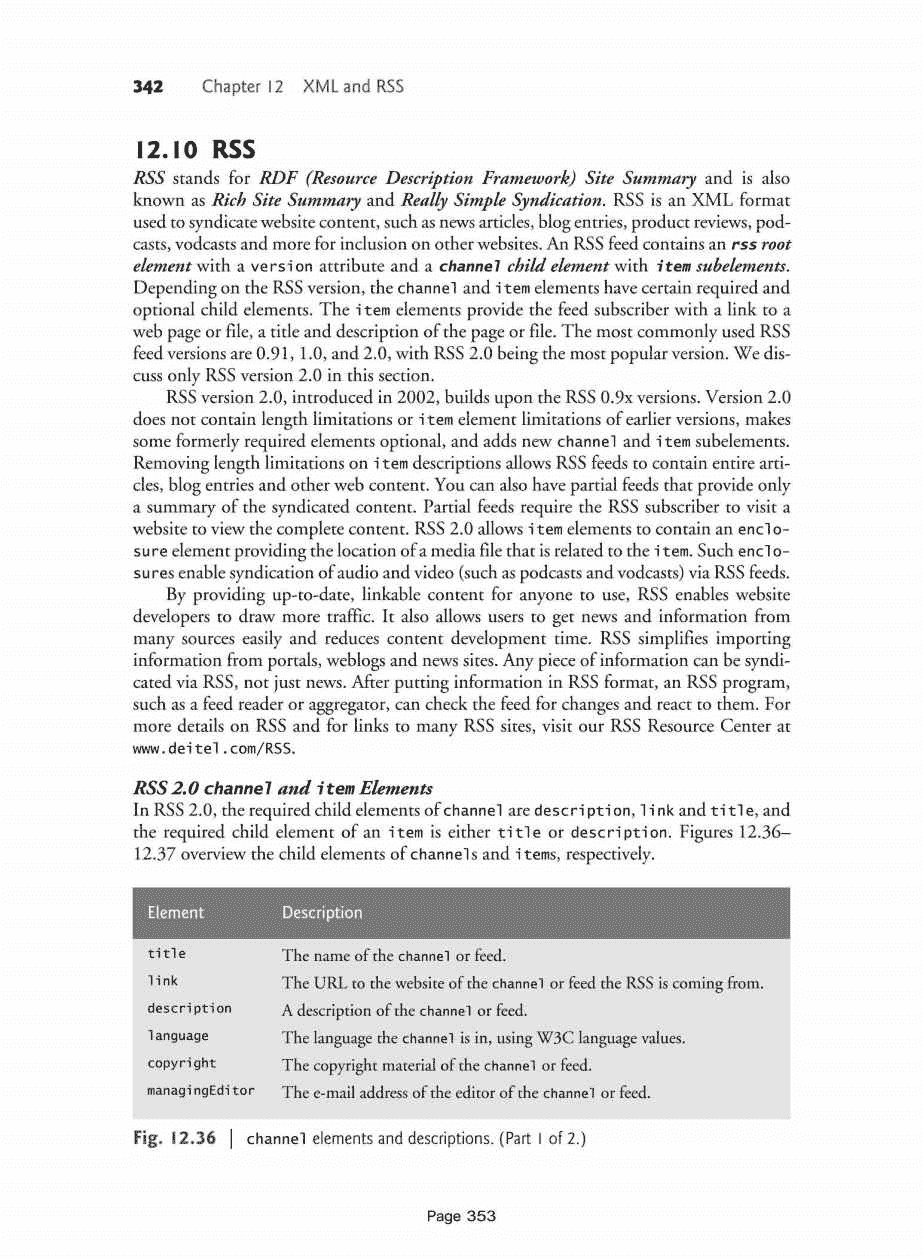 342 Chapter 12 XML and RSS
12.10 RSS
RSS stands for RDF (Resource Description Framework) Site Summary and is also
known as Rich Site Summary and Really Simple Syndication. RSS is an XML format
used to syndicate website content, such as news articles, blog entries, product reviews, pod-
casts, vodcasts and more for inclusion on other websites. An RSS feed contains an rss root
element with a version attribute and a channel child element with item subelements.
Depending on the RSS version, the channel and item elements have certain required and
optional child elements. The item elements provide the feed subscriber with a link to a
web page or file, a title and description of the page or file. The most commonly used RSS
feed versions are 0.91, 1.0, and 2.0, with RSS 2.0 being the most popular version. We dis-
cuss only RSS version 2.0 in this section.
RSS version 2.0, introduced in 2002, builds upon the RSS 0.9x versions. Version 2.0
does not contain length limitations or item element limitations of earlier versions, makes
some formerly required elements optional, and adds new channel and item subelements.
Removing length limitations on item descriptions allows RSS feeds to contain entire arti-
cles, blog entries and other web content. You can also have partial feeds that provide only
a summary of the syndicated content. Partial feeds require the RSS subscriber to visit a
website to view the complete content. RSS 2.0 allows item elements to contain an enclo-
sure element providing the location of a media file that is related to the item. Such enclo-
sures enable syndication of audio and video (such as podcasts and vodcasts) via RSS feeds.
By providing up-to-date, linkable content for anyone to use, RSS enables website
developers to draw more traffic. It also allows users to get news and information from
many sources easily and reduces content development time. RSS simplifies importing
information from portals, weblogs and news sites. Any piece of information can be syndi-
cated via RSS, not just news. After putting information in RSS format, an RSS program,
such as a feed reader or aggregator, can check the feed for changes and react to them. For
more details on RSS and for links to many RSS sites, visit our RSS Resource Center at
www.deitel.com/RSS.
RSS 2.0 channel and item Elements
In RSS 2.0, the required child elements of channel are description, link and title, and
the required child element of an item is either title or description. Figures 12.36–
12.37 overview the child elements of channels and items, respectively.
Element Description
title The name of the channel or feed.
link The URL to the website of the channel or feed the RSS is coming from.
description A description of the channel or feed.
language The language the channel is in, using W3C language values.
copyright The copyright material of the channel or feed.
managingEditor The e-mail address of the editor of the channel or feed.
Fig. 12.36 | channel elements and descriptions. (Part 1 of 2.)
Page 353